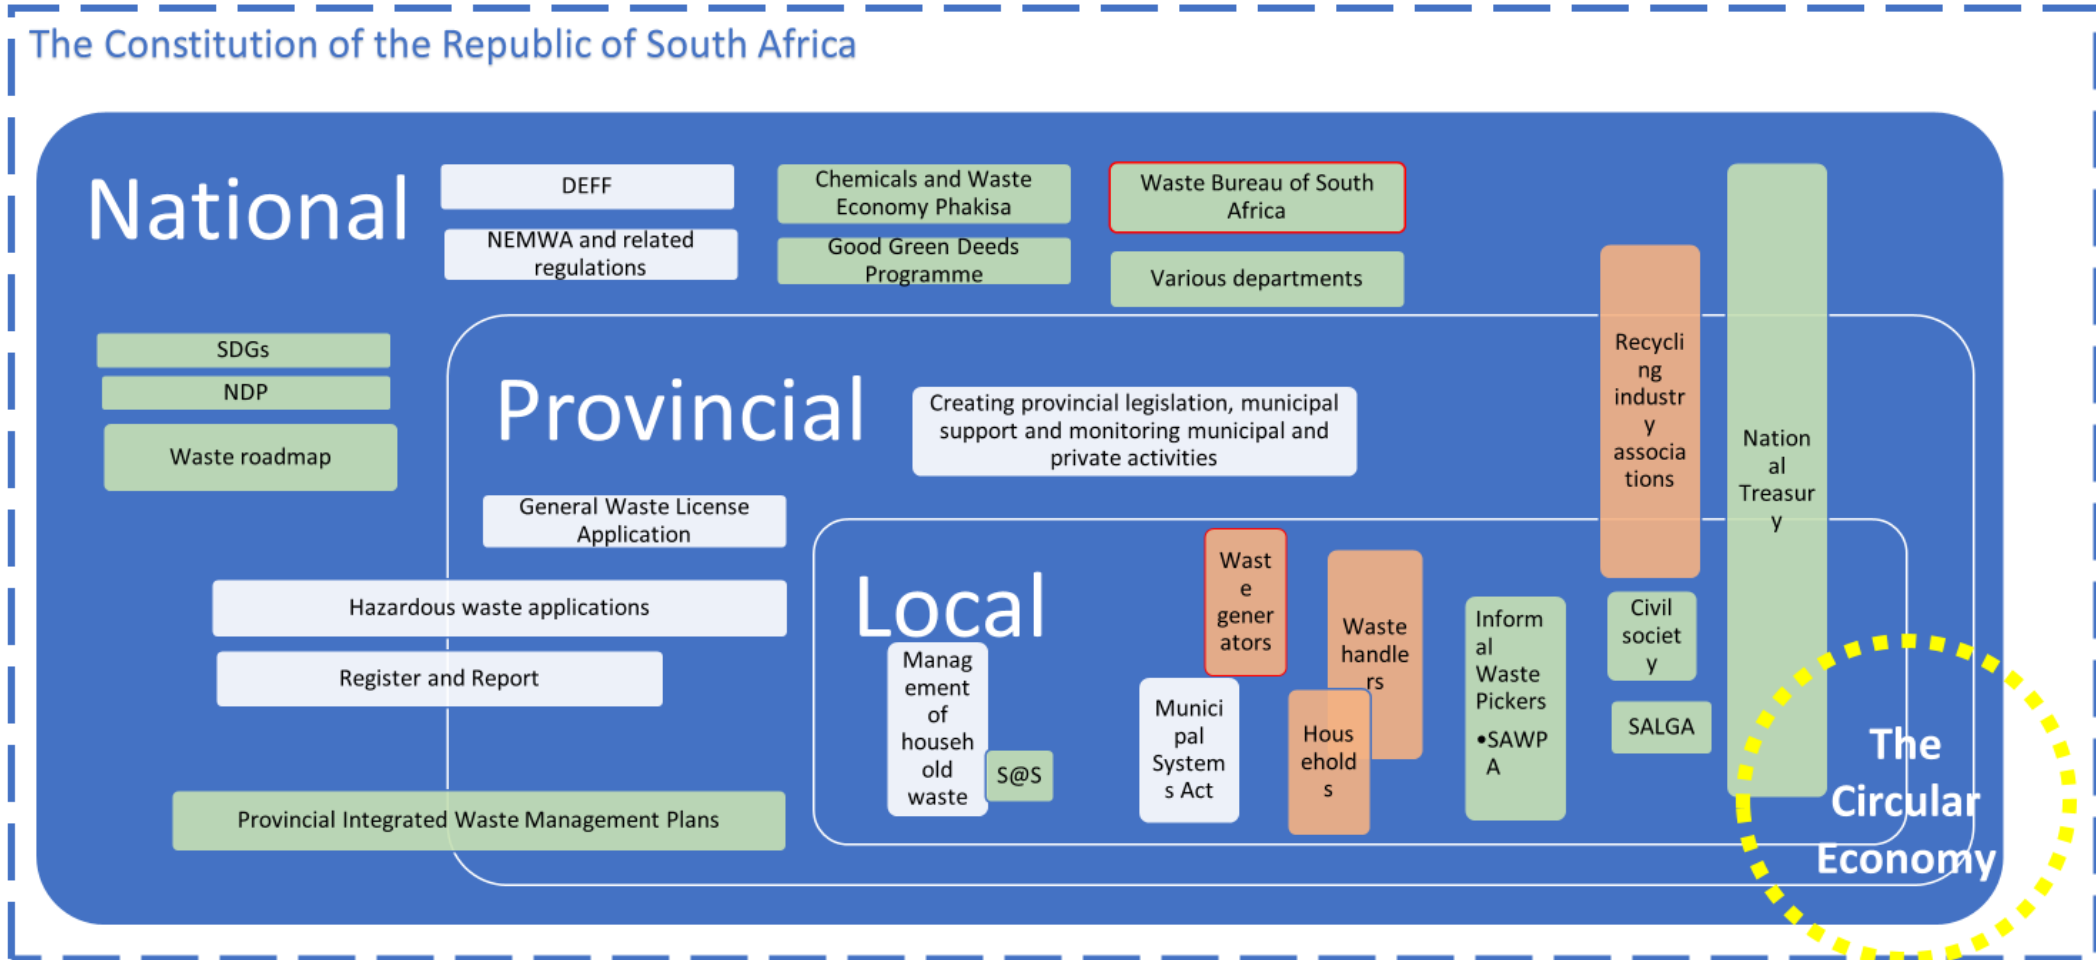 The Constitution of the Republic of South Africa
National
DEFF
NEMWA and related
regulations
Chemicals and Waste
Economy Phakisa
Good Green Deeds
Programme
Waste Bureau of South
Africa
Various departments
SDGs
NDP
Waste roadmap
Provincial
Creating provincial legislation, municipal
support and monitoring municipal and
private activities
General Waste License
Application
Hazardous waste applications
Register and Report
Provincial Integrated Waste Management Plans
Local
Manag
ement
of
househ
old
waste
S@S
Wast
e
gener
ators
Munici
pal
System
s Act
Waste
handle
rs
Hous
ehold
s
Inform
al
Waste
Pickers
•SAWP
A
Recycli
ng
industr
y
associa
tions
Civil
societ
y
SALGA
Nation
al
Treasur
y
The
Circular
Economy